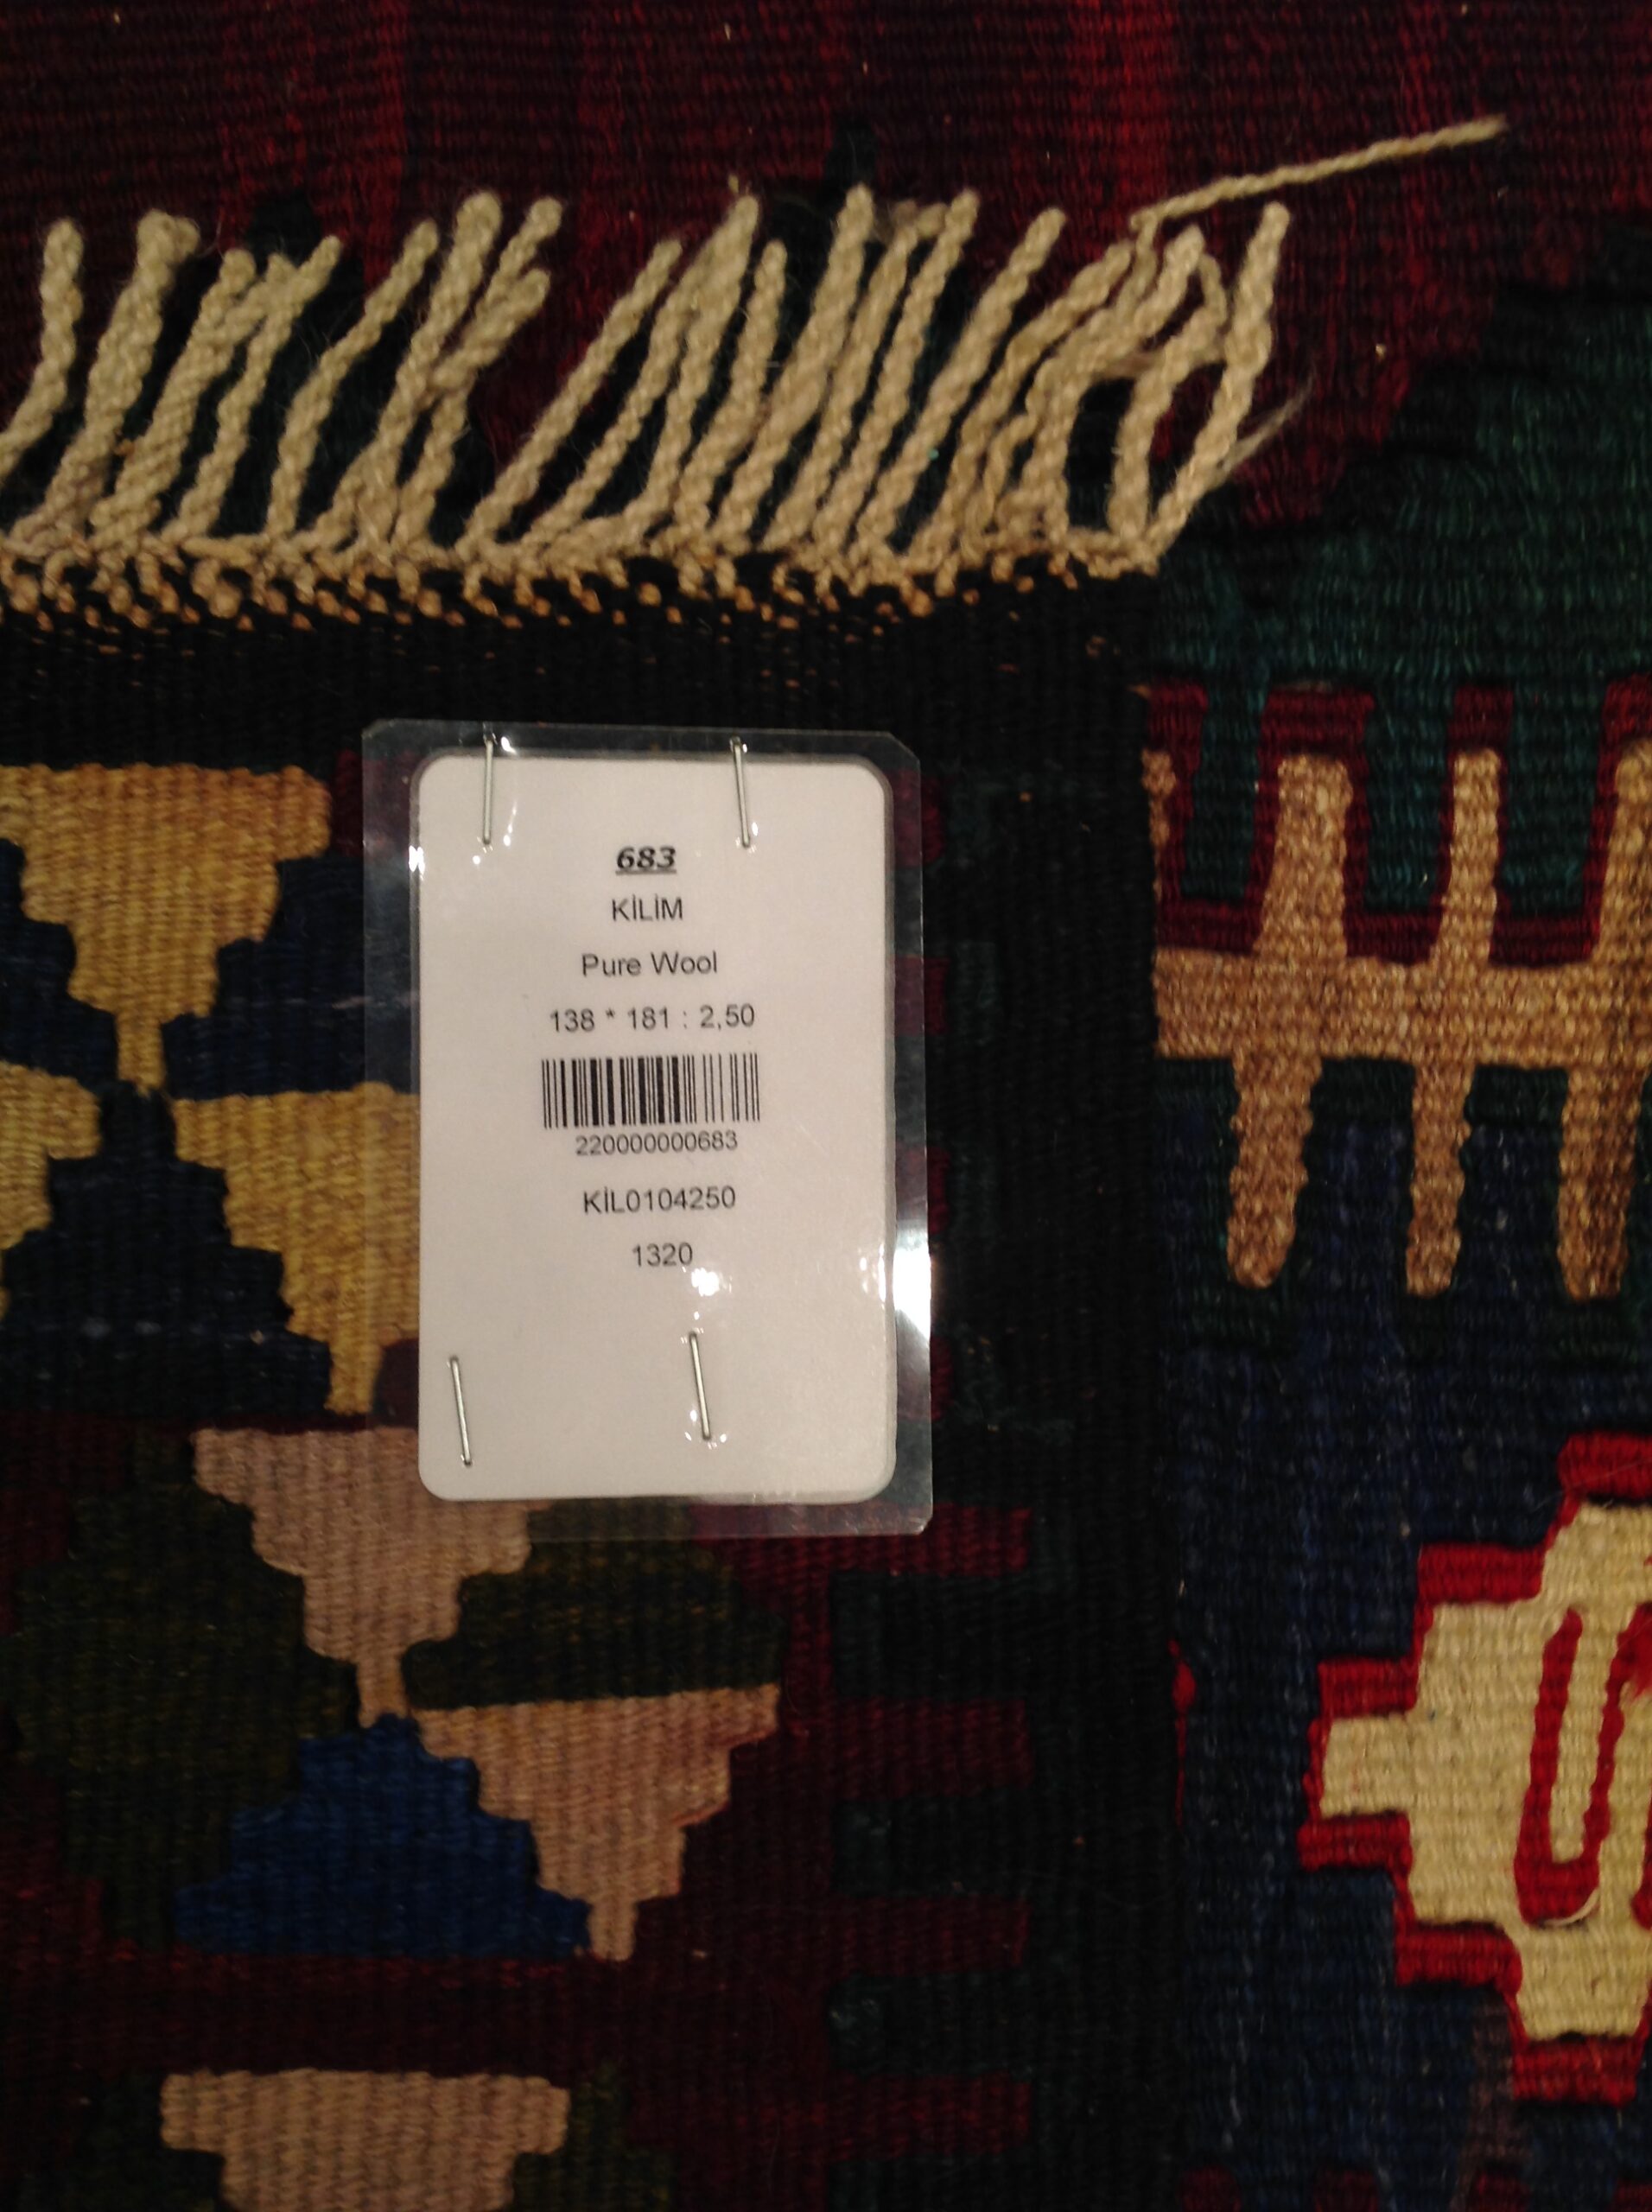 683
KİLİM
Pure Wool
138 * 181 : 2,50
220000000683
KİL0104250
1320